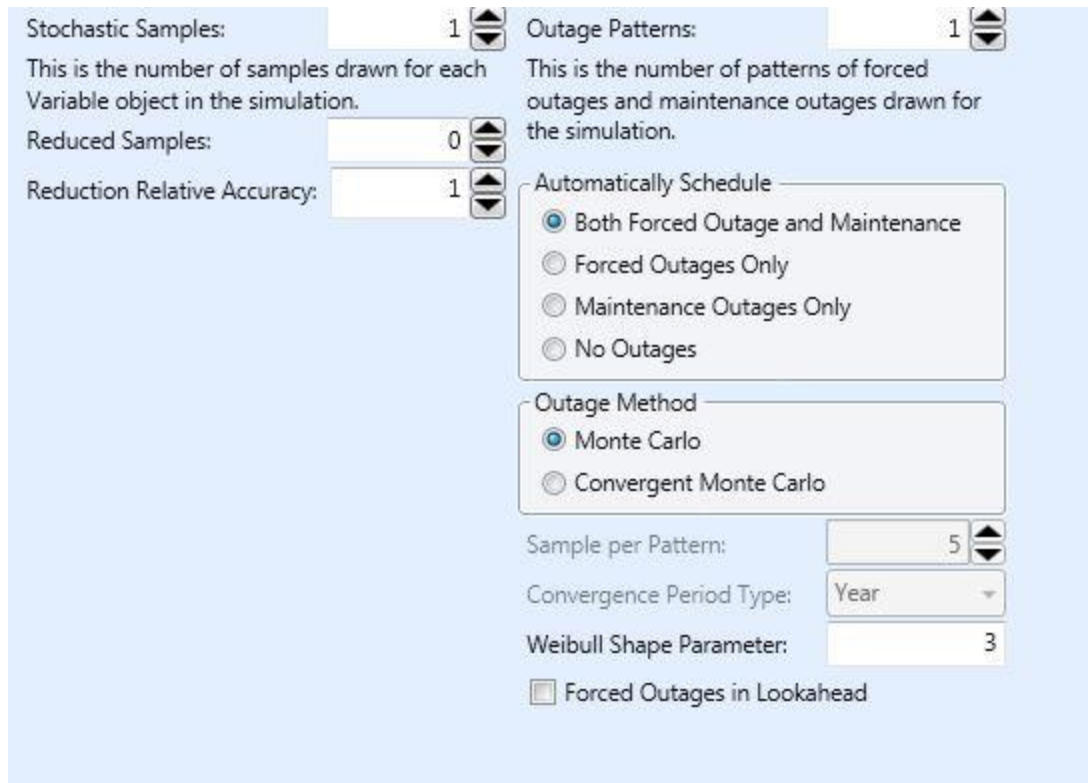 Stochastic Samples: 1
This is the number of samples drawn for each
Variable object in the simulation.
Reduced Samples: 0
Reduction Relative Accuracy: 1
Outage Patterns: 1
This is the number of patterns of forced
outages and maintenance outages drawn for
the simulation.
Automatically Schedule
Both Forced Outage and Maintenance
Forced Outages Only
Maintenance Outages Only
No Outages
Outage Method
Monte Carlo
Convergent Monte Carlo
Sample per Pattern: 5
Convergence Period Type: Year
Weibull Shape Parameter: 3
Forced Outages in Lookahead